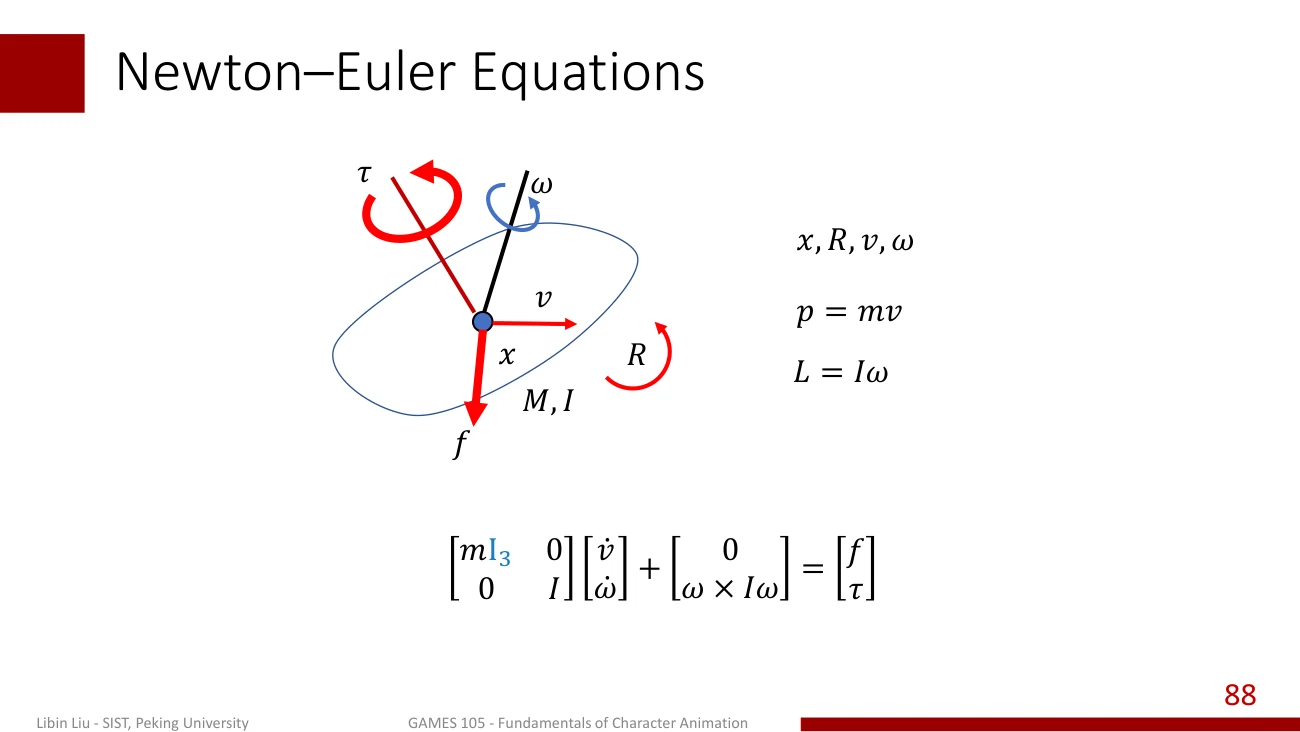 Newton–Euler Equations
τ
ω
x, R, v, ω
v
p = mv
x
R
L = Iω
M, I
f
[mI₃ 0; 0 I] [v̇; ω̇] + [0; ω × Iω] = [f; τ]
88
Libin Liu - SIST, Peking University
GAMES 105 - Fundamentals of Character Animation